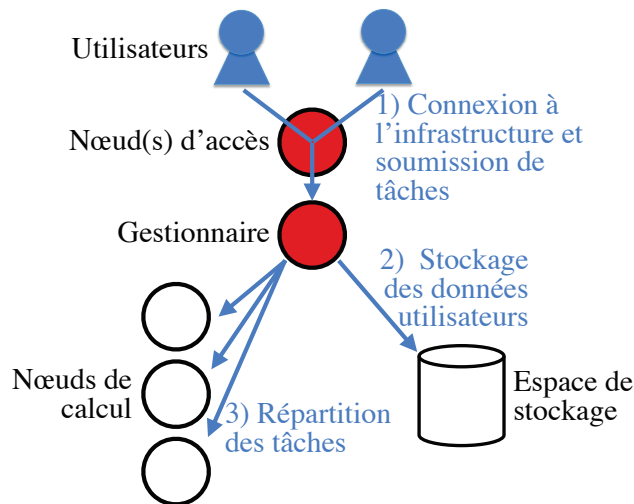 Utilisateurs
1) Connexion à
l'infrastructure et
soumission de
tâches
Nœud(s) d'accès
Gestionnaire
2) Stockage
des données
utilisateurs
Nœuds de
calcul
3) Répartition
des tâches
Espace de
stockage